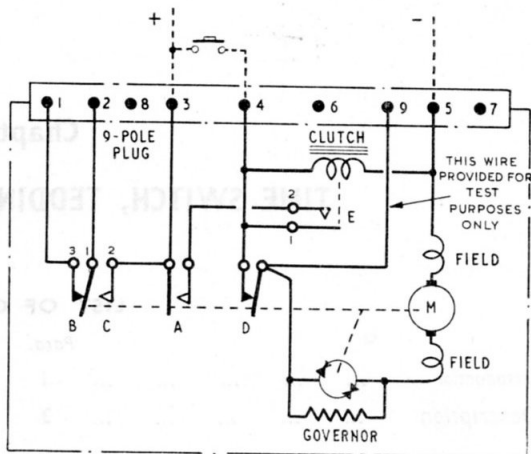 + -
1 2 8 3 4 6 9 5 7
9-POLE
PLUG
CLUTCH
THIS WIRE
PROVIDED FOR
TEST
PURPOSES
ONLY
2
E
1
3 1 2
FIELD
M
B C A D
FIELD
GOVERNOR